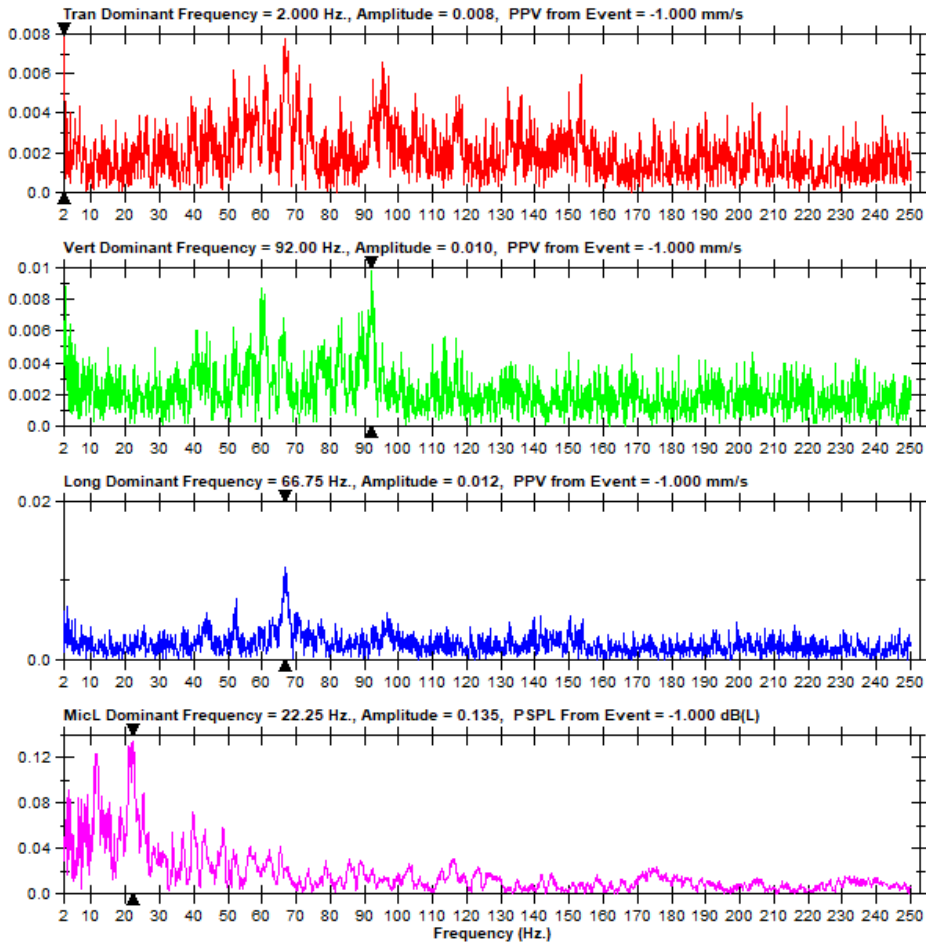 Tran Dominant Frequency = 2.000 Hz., Amplitude = 0.008, PPV from Event = -1.000 mm/s
0.008
0.006
0.004
0.002
0.0
2 10 20 30 40 50 60 70 80 90 100 110 120 130 140 150 160 170 180 190 200 210 220 230 240 250
Vert Dominant Frequency = 92.00 Hz., Amplitude = 0.010, PPV from Event = -1.000 mm/s
0.01
0.008
0.006
0.004
0.002
0.0
2 10 20 30 40 50 60 70 80 90 100 110 120 130 140 150 160 170 180 190 200 210 220 230 240 250
Long Dominant Frequency = 66.75 Hz., Amplitude = 0.012, PPV from Event = -1.000 mm/s
0.02
0.0
2 10 20 30 40 50 60 70 80 90 100 110 120 130 140 150 160 170 180 190 200 210 220 230 240 250
MicL Dominant Frequency = 22.25 Hz., Amplitude = 0.135, PSPL From Event = -1.000 dB(L)
0.12
0.08
0.04
0.0
2 10 20 30 40 50 60 70 80 90 100 110 120 130 140 150 160 170 180 190 200 210 220 230 240 250
Frequency (Hz.)